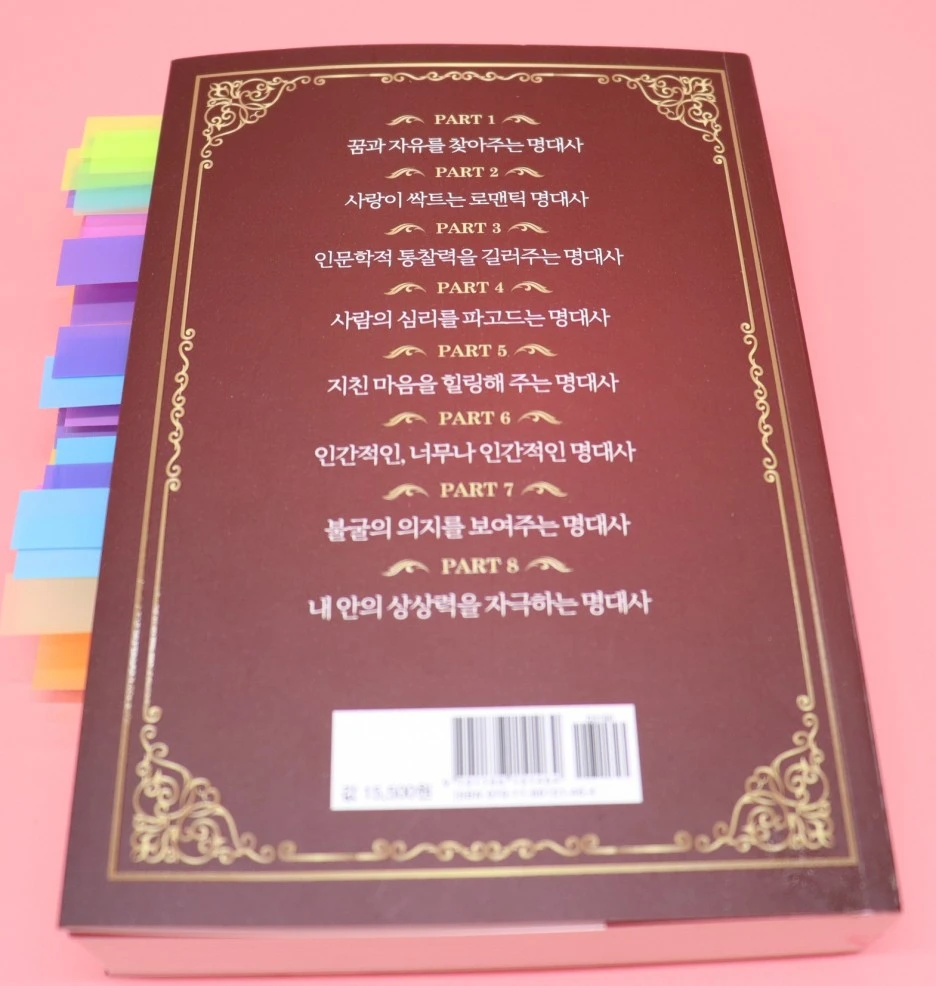 PART 1
꿈과 자유를 찾아주는 명대사
PART 2
사랑이 싹트는 로맨틱 명대사
PART 3
인문학적 통찰력을 길러주는 명대사
PART 4
사람의 심리를 파고드는 명대사
PART 5
지친 마음을 힐링해 주는 명대사
PART 6
인간적인, 너무나 인간적인 명대사
PART 7
불굴의 의지를 보여주는 명대사
PART 8
내 안의 상상력을 자극하는 명대사
값 15,500원
ISBN